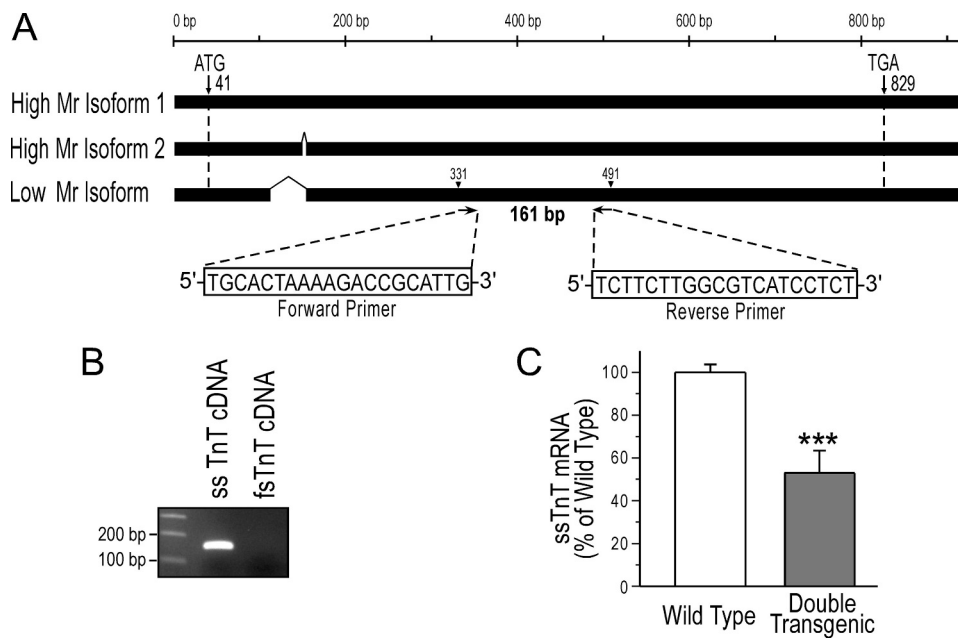 A
0 bp 200 bp 400 bp 600 bp 800 bp
ATG TGA
41 829
High Mr Isoform 1
High Mr Isoform 2
Low Mr Isoform
331 491
161 bp
5'-TGCACTAAAAGACCGCATTG-3'
Forward Primer
5'-TCTTCTTGGCGTCATCCTCT-3'
Reverse Primer
B
ss TnT cDNA
fsTnT cDNA
200 bp
100 bp
C
ssTnT mRNA
(% of Wild Type)
100
80
60
40
20
0
***
Wild Type
Double
Transgenic